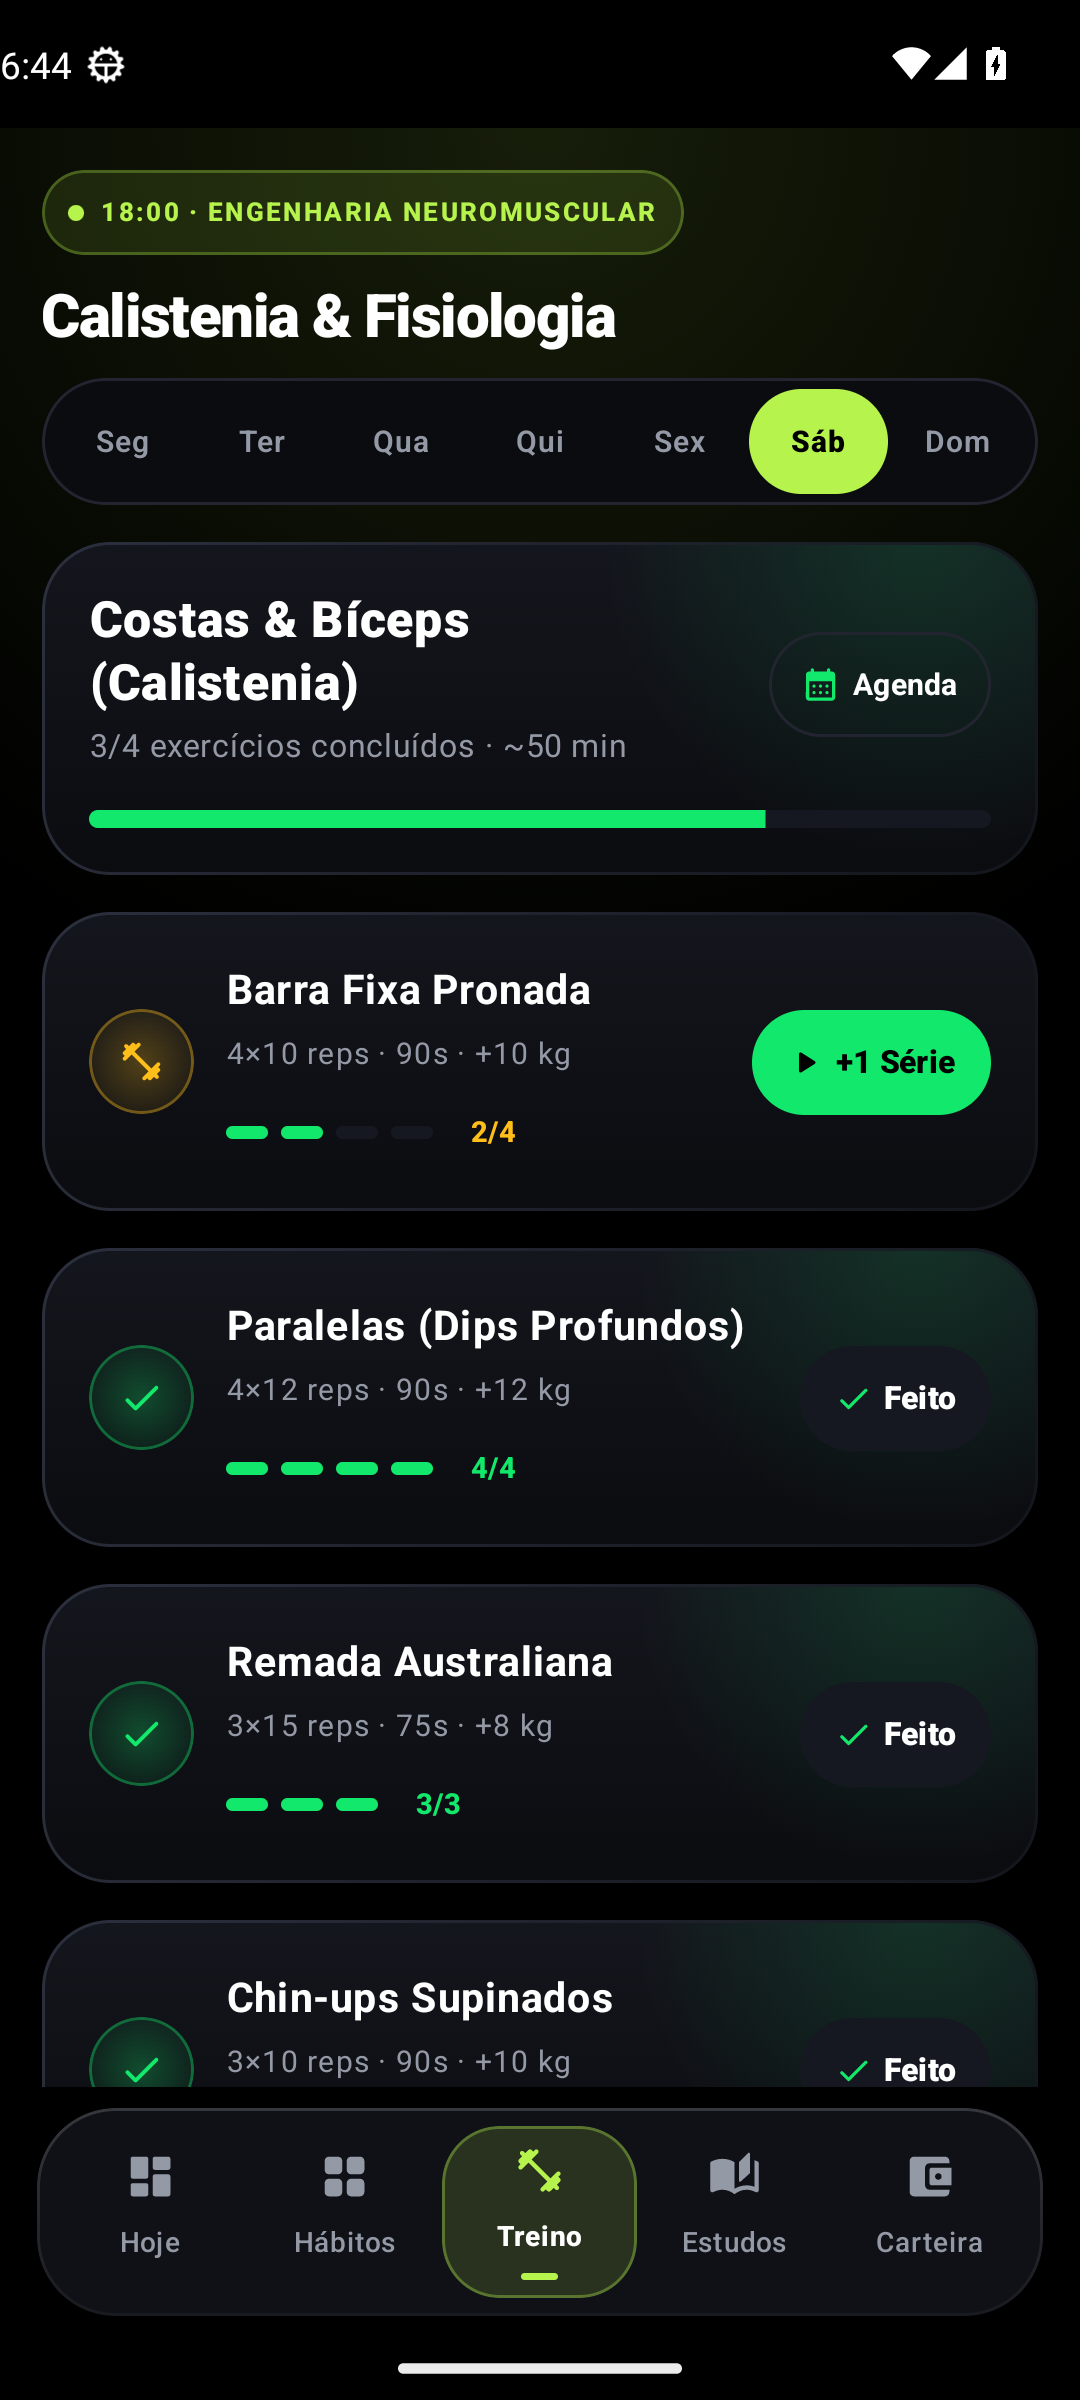 6:44
18:00 · ENGENHARIA NEUROMUSCULAR
Calistenia & Fisiologia
Seg Ter Qua Qui Sex Sáb Dom
Costas & Bíceps
(Calistenia)
Agenda
3/4 exercícios concluídos · ~50 min
Barra Fixa Pronada
4×10 reps · 90s · +10 kg
+1 Série
2/4
Paralelas (Dips Profundos)
4×12 reps · 90s · +12 kg
Feito
4/4
Remada Australiana
3×15 reps · 75s · +8 kg
Feito
3/3
Chin-ups Supinados
3×10 reps · 90s · +10 kg
Feito
Hoje Hábitos Treino Estudos Carteira